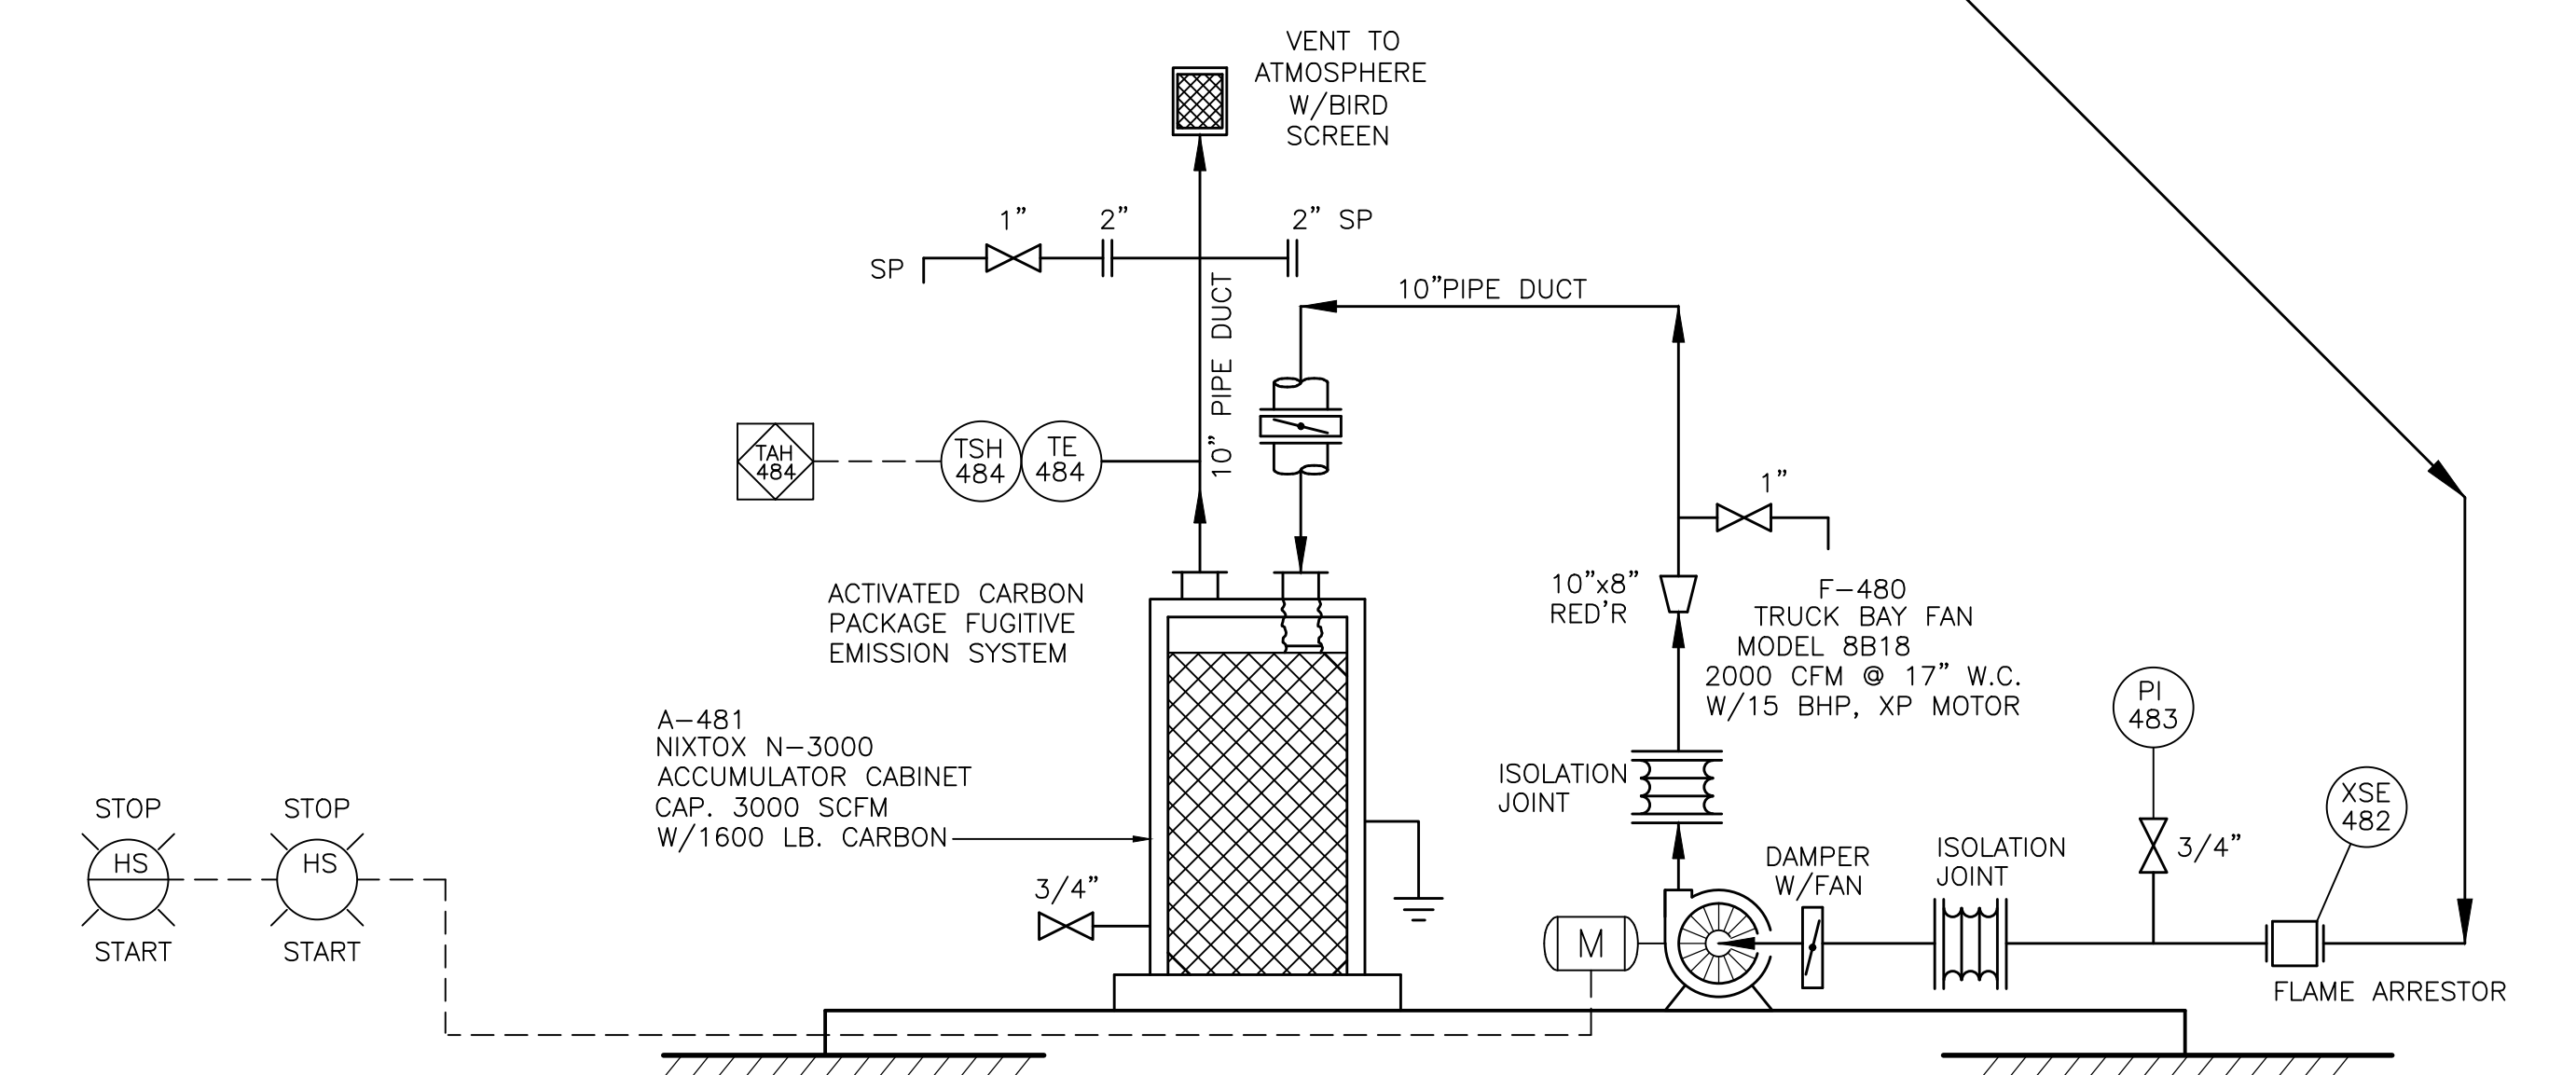 VENT TO
ATMOSPHERE
W/BIRD
SCREEN
1"
2"
2" SP
SP
10" PIPE DUCT
10"PIPE DUCT
TAH
484
TSH
484
TE
484
1"
ACTIVATED CARBON
PACKAGE FUGITIVE
EMISSION SYSTEM
10"x8"
RED'R
F-480
TRUCK BAY FAN
MODEL 8B18
2000 CFM @ 17" W.C.
W/15 BHP, XP MOTOR
PI
483
A-481
NIXTOX N-3000
ACCUMULATOR CABINET
CAP. 3000 SCFM
W/1600 LB. CARBON
ISOLATION
JOINT
XSE
482
STOP
HS
START
STOP
HS
START
3/4"
DAMPER
W/FAN
ISOLATION
JOINT
3/4"
M
FLAME ARRESTOR